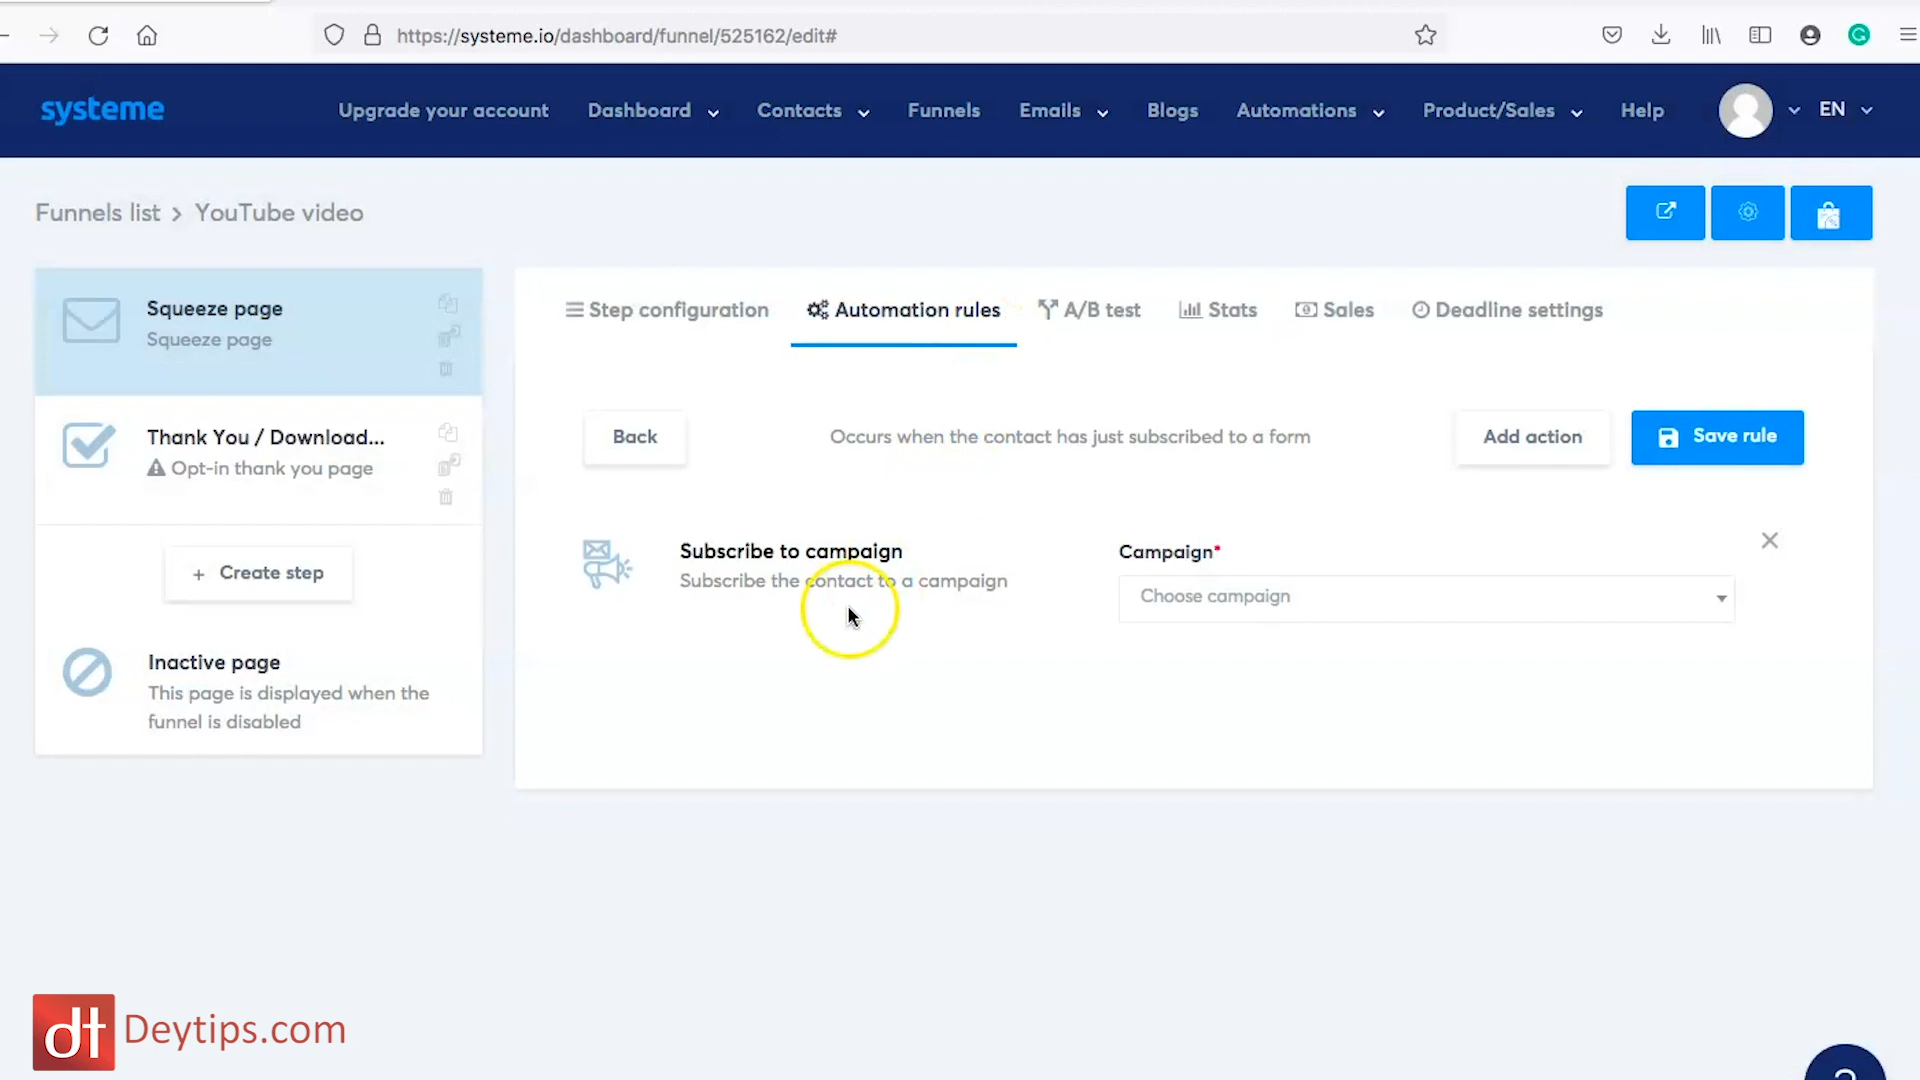 https://systeme.io/dashboard/funnel/525162/edit#
systeme
Upgrade your account
Dashboard
Contacts
Funnels
Emails
Blogs
Automations
Product/Sales
Help
EN
Funnels list > YouTube video
Squeeze page
Squeeze page
Thank You / Download...
Opt-in thank you page
+ Create step
Inactive page
This page is displayed when the
funnel is disabled
Step configuration
Automation rules
A/B test
Stats
Sales
Deadline settings
Back
Occurs when the contact has just subscribed to a form
Add action
Save rule
Subscribe to campaign
Subscribe the contact to a campaign
Campaign*
Choose campaign
dt Deytips.com